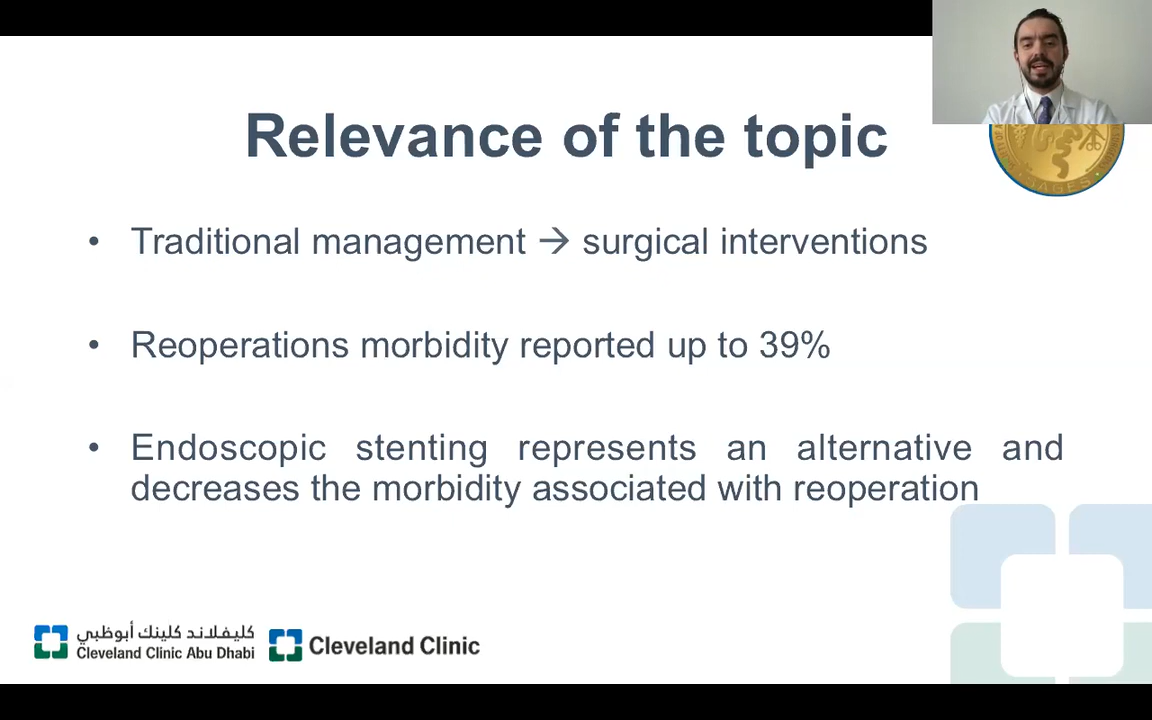 Relevance of the topic
SAGES
• Traditional management → surgical interventions
• Reoperations morbidity reported up to 39%
• Endoscopic stenting represents an alternative and
decreases the morbidity associated with reoperation
كليفلاند كلينك أبوظبي
Cleveland Clinic Abu Dhabi
Cleveland Clinic